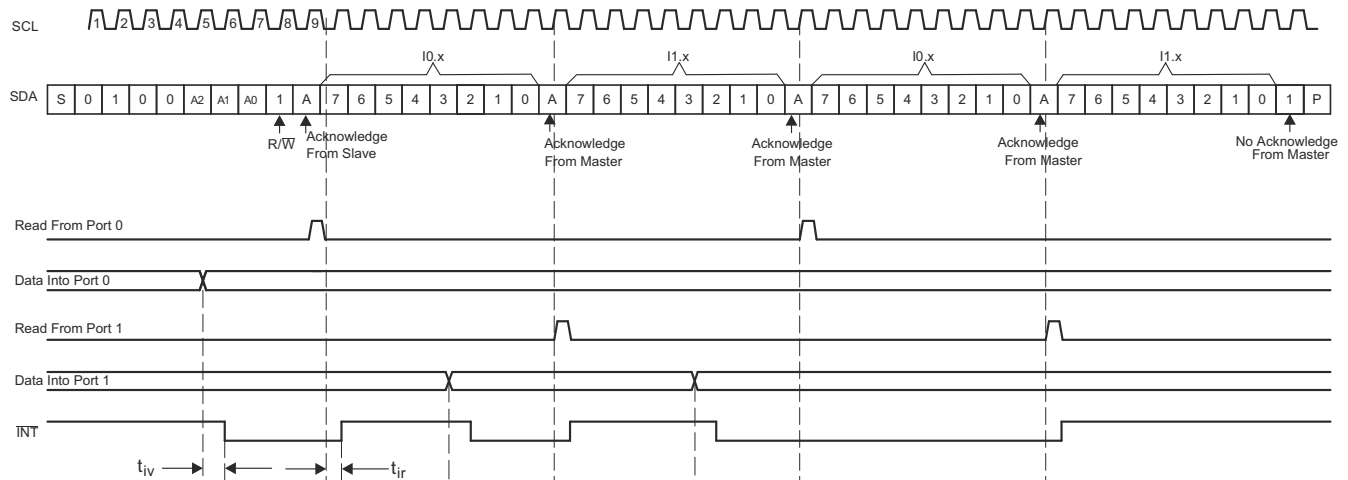 SCL 1 2 3 4 5 6 7 8 9
I0.x I1.x I0.x I1.x
SDA S 0 1 0 0 A2 A1 A0 1 A 7 6 5 4 3 2 1 0 A 7 6 5 4 3 2 1 0 A 7 6 5 4 3 2 1 0 A 7 6 5 4 3 2 1 0 1 P
R/W
Acknowledge
From Slave
Acknowledge
From Master
Acknowledge
From Master
Acknowledge
From Master
No Acknowledge
From Master
Read From Port 0
Data Into Port 0
Read From Port 1
Data Into Port 1
INT
tiv
tir